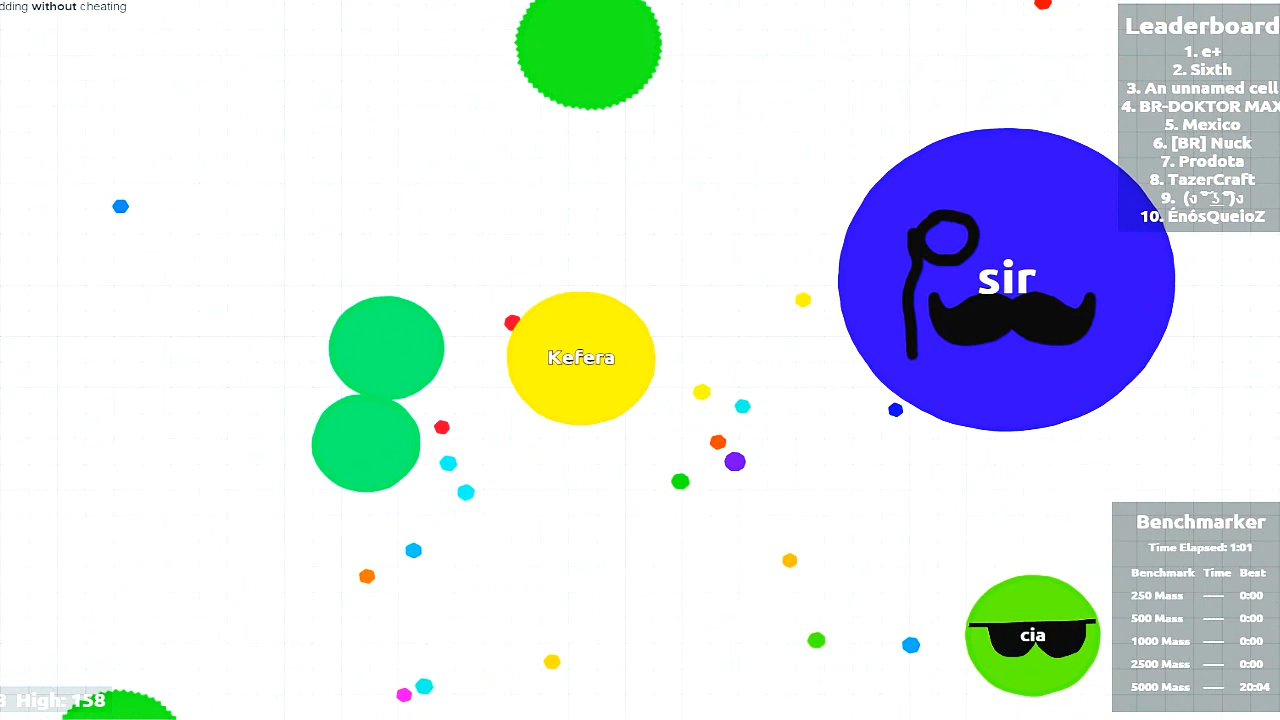 dding without cheating
Leaderboard
1. e+
2. Sixth
3. An unnamed cell
4. BR-DOKTOR MAX
5. Mexico
6. [BR] Nuck
7. Prodota
8. TazerCraft
9.
10. ÉnósQueioZ
sir
Kefera
cia
Benchmarker
Time Elapsed: 1:01
Benchmark Time Best
250 Mass —— 0:00
500 Mass —— 0:00
1000 Mass —— 0:00
2500 Mass —— 0:00
5000 Mass —— 20:04
3 High: 158